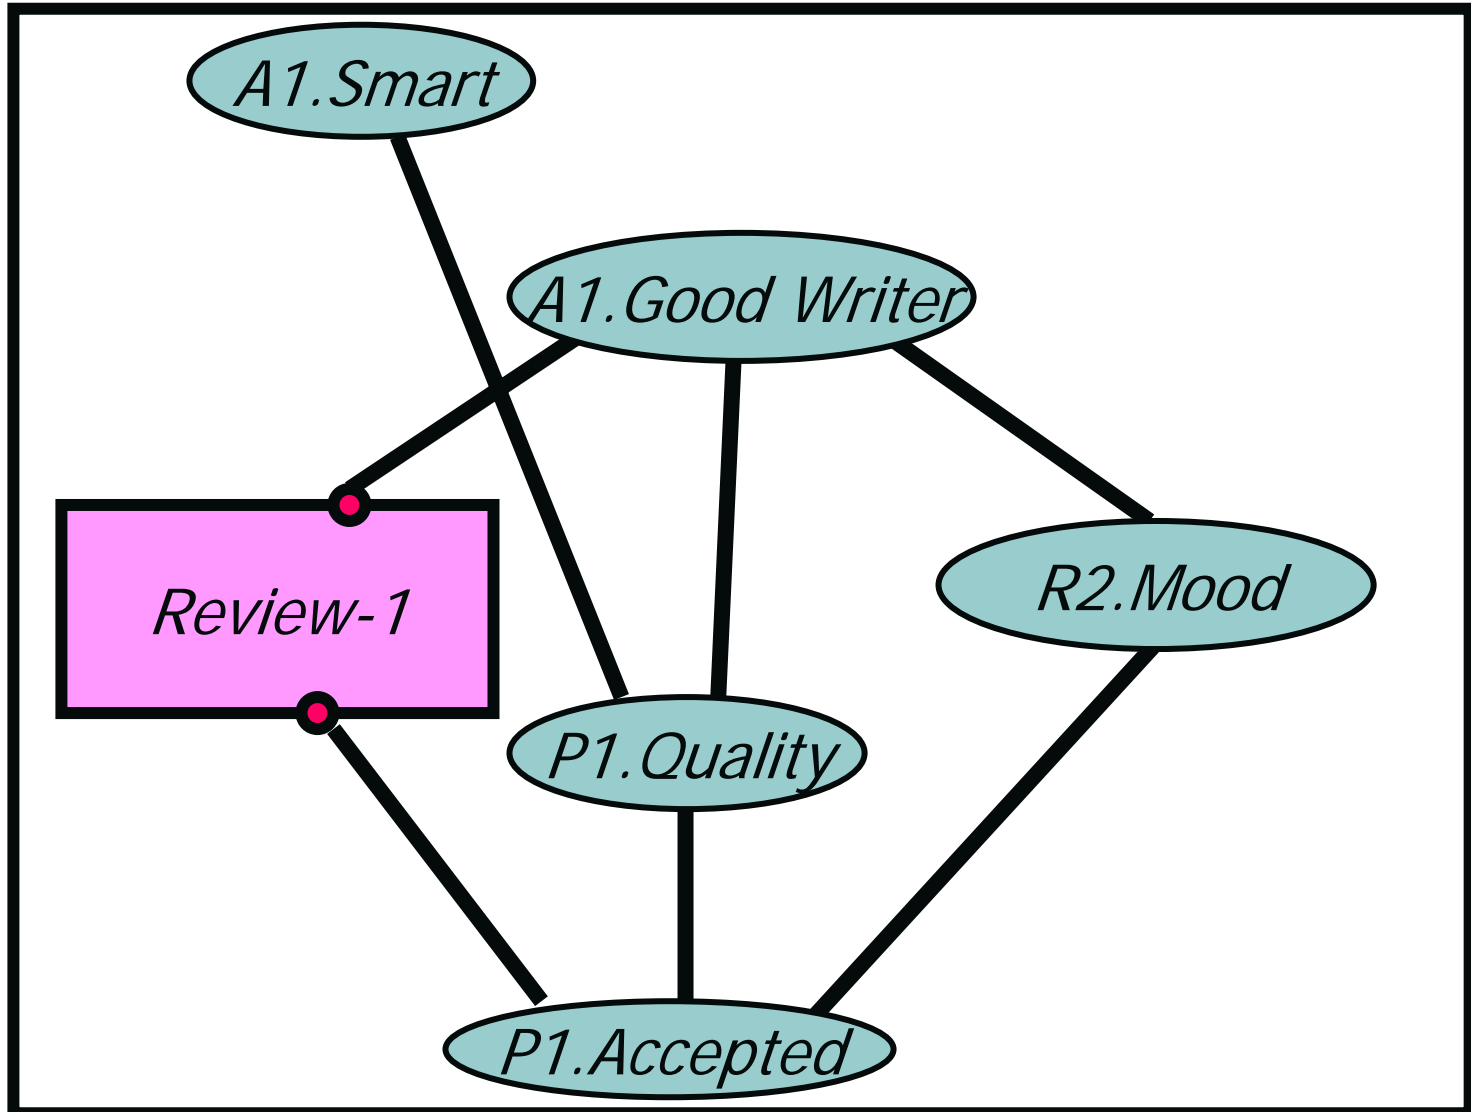 A1.Smart
A1.Good Writer
Review-1
R2.Mood
P1.Quality
P1.Accepted